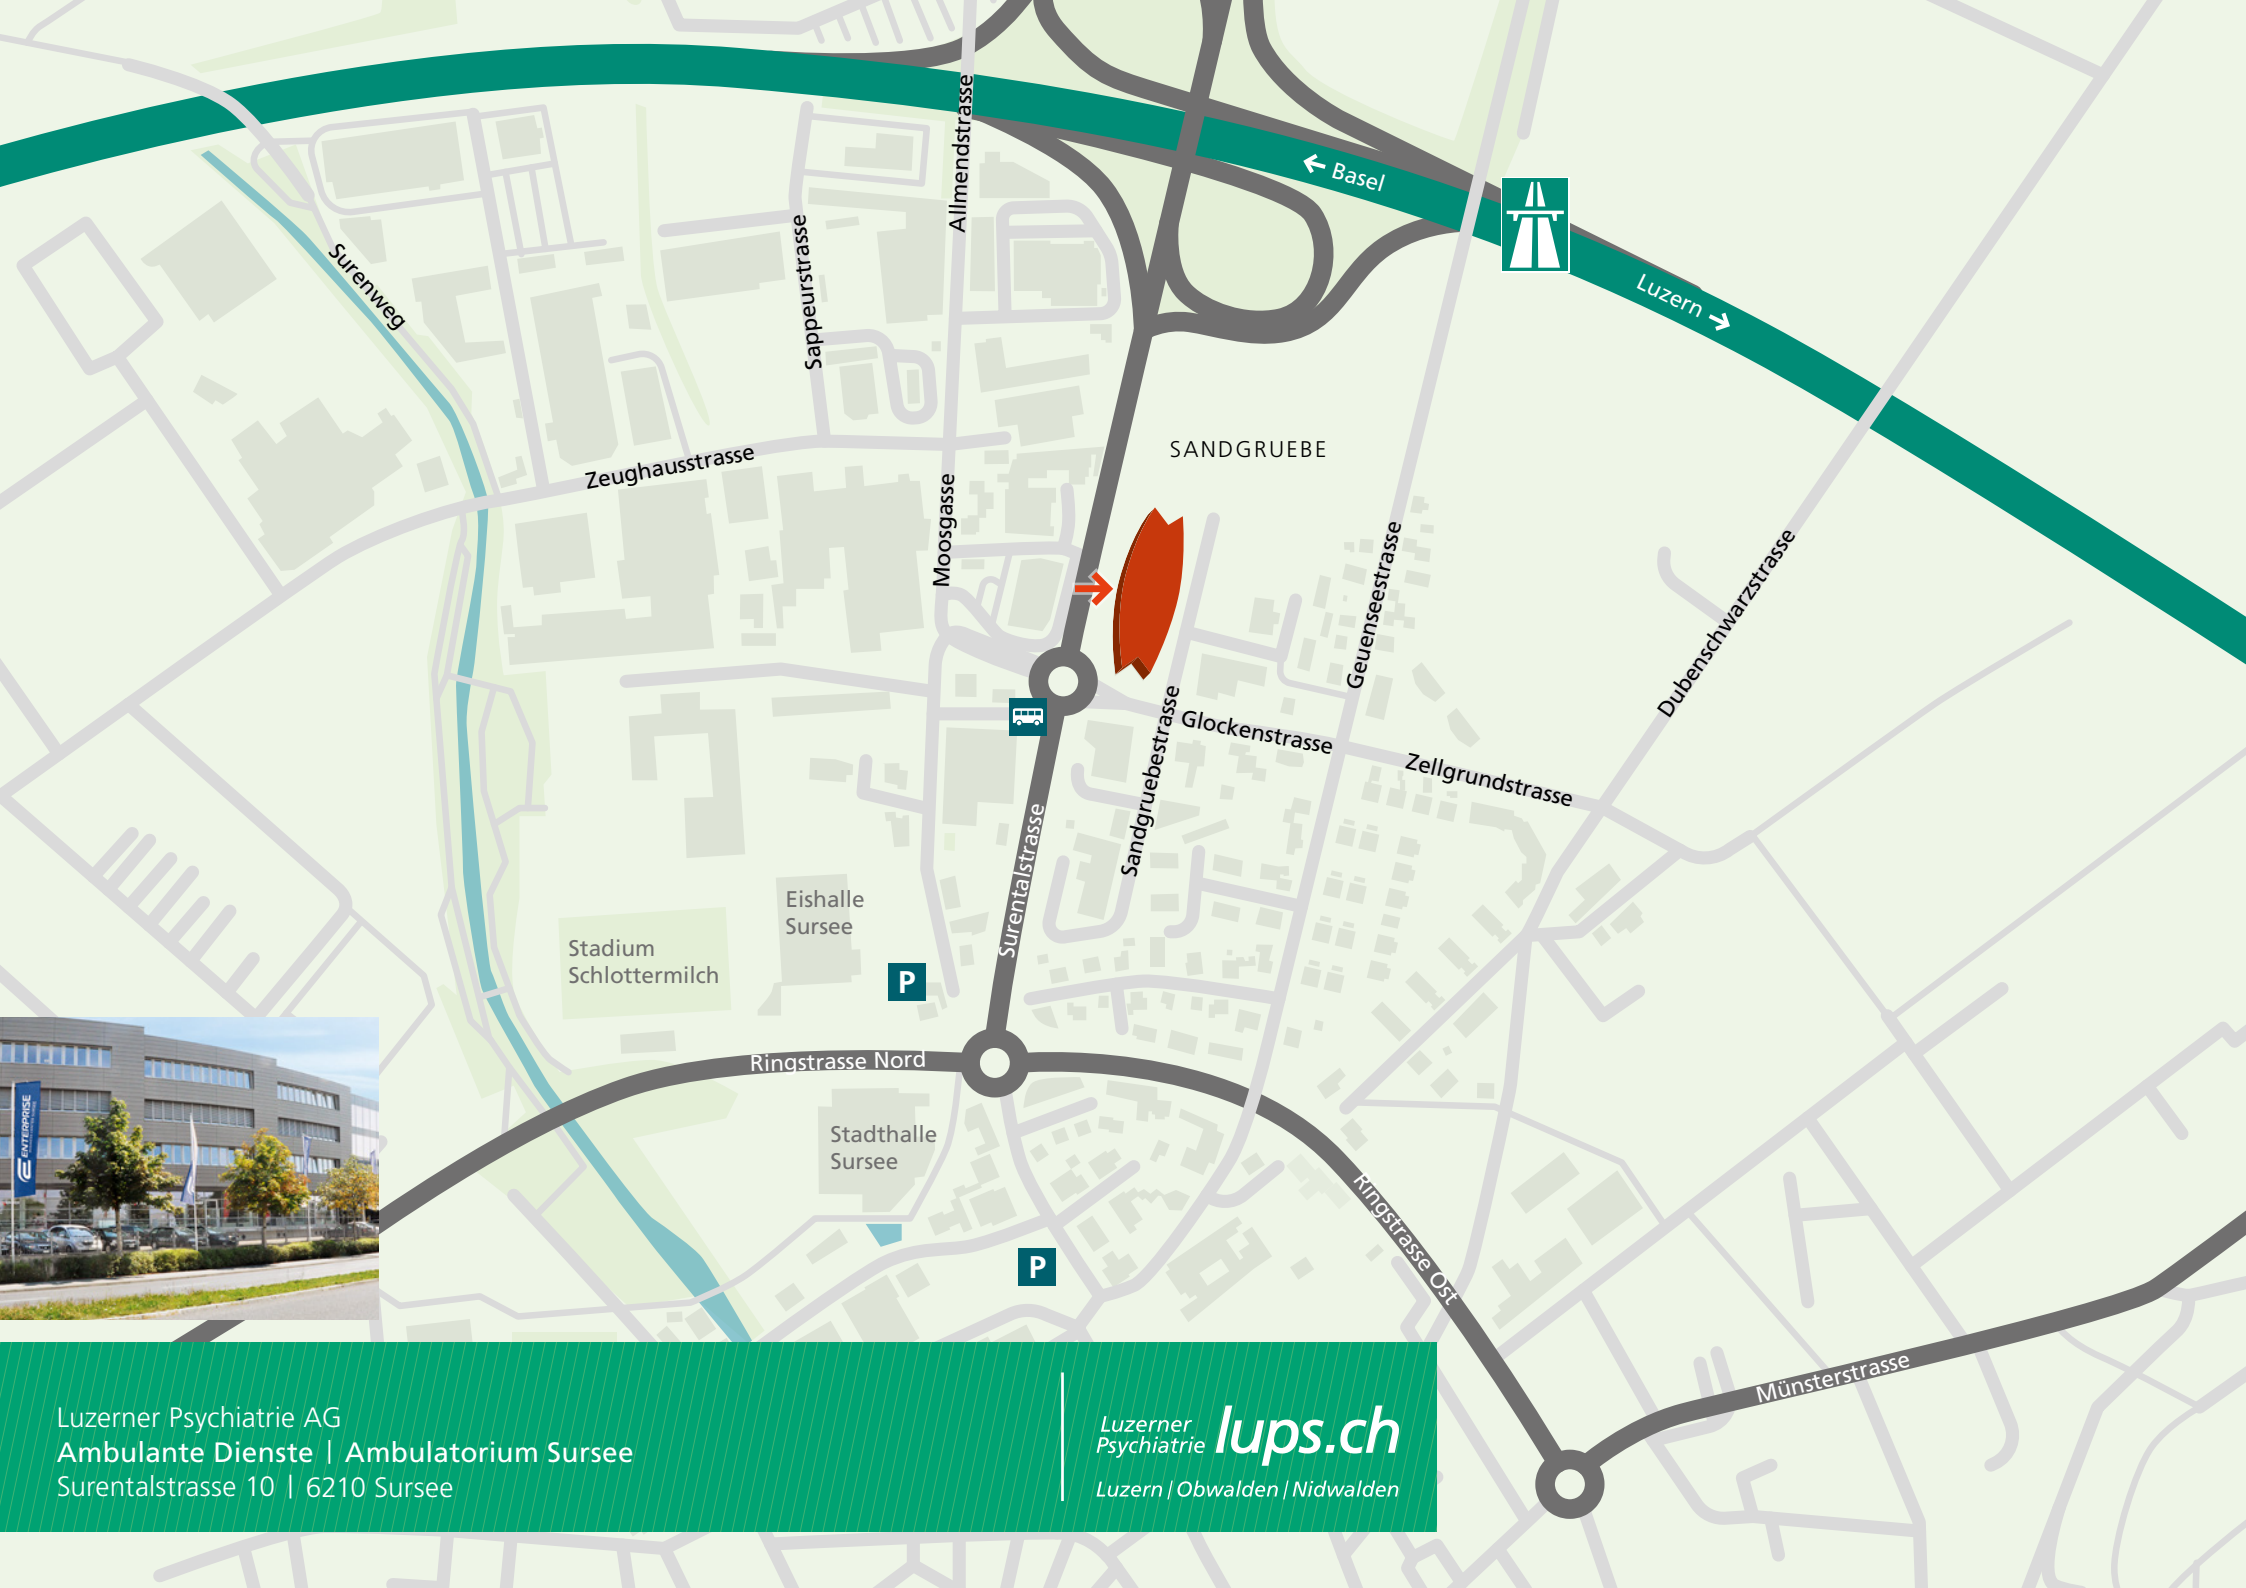 Allmendstrasse
← Basel
Luzern →
Surenweg
Sappeurstrasse
SANDGRUEBE
Zeughausstrasse
Moosgasse
Geuenseestrasse
Dubenschwarzstrasse
Glockenstrasse
Sandgruebestrasse
Zellgrundstrasse
Surentalstrasse
Eishalle
Sursee
Stadium
Schlottermilch
P
Ringstrasse Nord
ENTERPRISE
Stadthalle
Sursee
Ringstrasse Ost
P
Münsterstrasse
Luzerner Psychiatrie AG
Ambulante Dienste | Ambulatorium Sursee
Surentalstrasse 10 | 6210 Sursee
Luzerner
Psychiatrie lups.ch
Luzern | Obwalden | Nidwalden